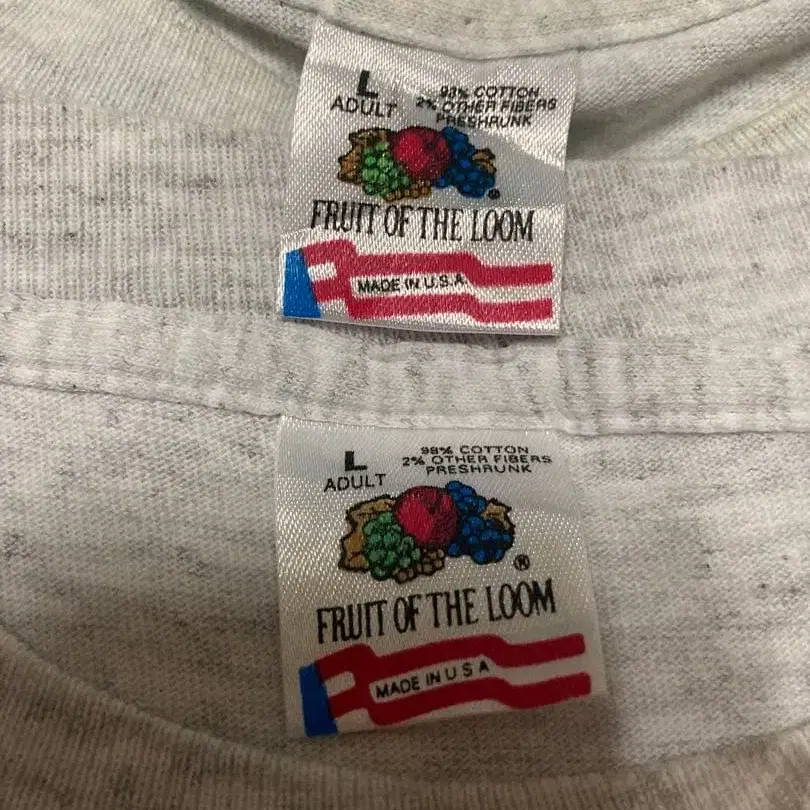 L
ADULT
98% COTTON
2% OTHER FIBERS
PRESHRUNK
®
FRUIT OF THE LOOM
MADE IN U.S.A.
L
ADULT
98% COTTON
2% OTHER FIBERS
PRESHRUNK
®
FRUIT OF THE LOOM
MADE IN U S A